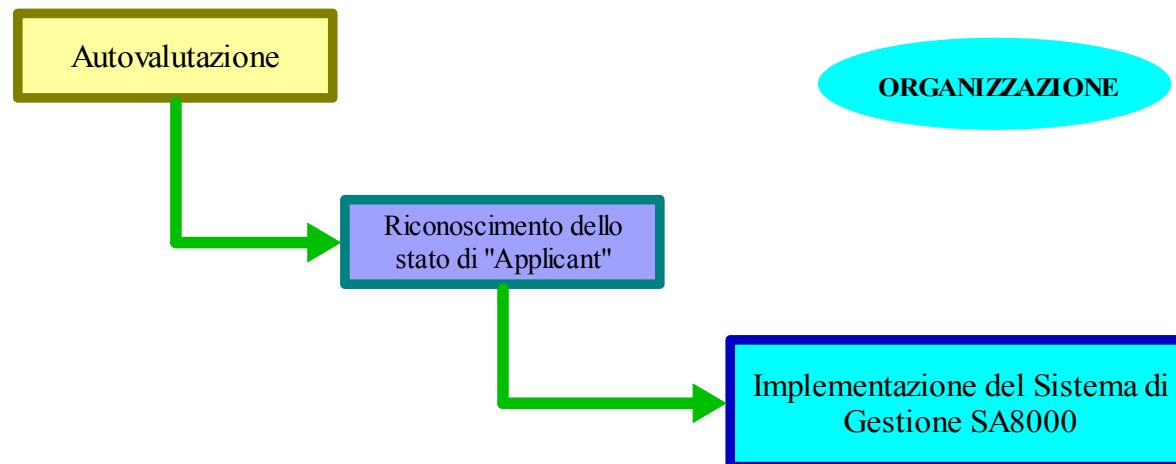 Autovalutazione
ORGANIZZAZIONE
Riconoscimento dello
stato di "Applicant"
Implementazione del Sistema di
Gestione SA8000